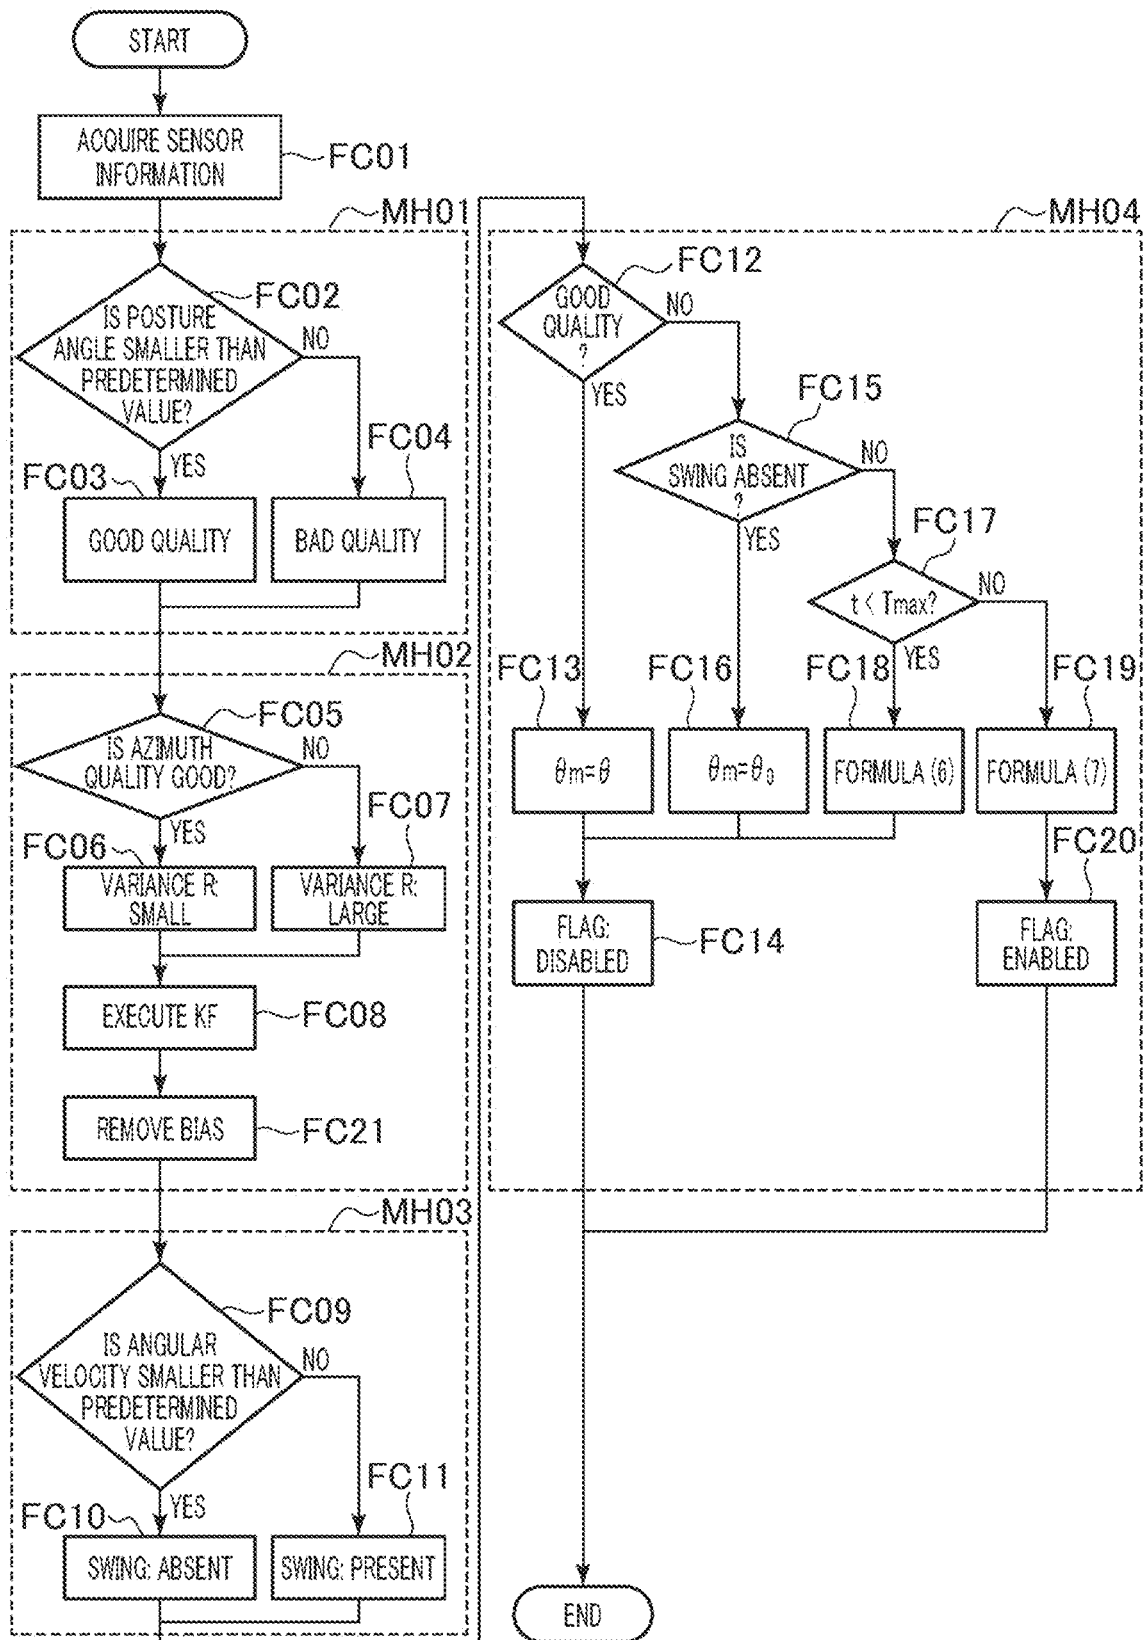 START
ACQUIRE SENSOR
INFORMATION
FC01
MH01
FC02
IS POSTURE
ANGLE SMALLER THAN
PREDETERMINED
VALUE?
NO
YES
FC03
FC04
GOOD QUALITY
BAD QUALITY
MH02
FC05
IS AZIMUTH
QUALITY GOOD?
NO
YES
FC06
FC07
VARIANCE R:
SMALL
VARIANCE R:
LARGE
EXECUTE KF
FC08
REMOVE BIAS
FC21
MH03
FC09
IS ANGULAR
VELOCITY SMALLER THAN
PREDETERMINED
VALUE?
NO
YES
FC10
FC11
SWING: ABSENT
SWING: PRESENT
MH04
FC12
GOOD
QUALITY
?
NO
YES
FC15
IS
SWING ABSENT
?
NO
YES
FC17
t < Tmax?
NO
YES
FC13
FC16
FC18
FC19
θm=θ
θm=θ0
FORMULA (6)
FORMULA (7)
FC20
FLAG:
DISABLED
FC14
FLAG:
ENABLED
END